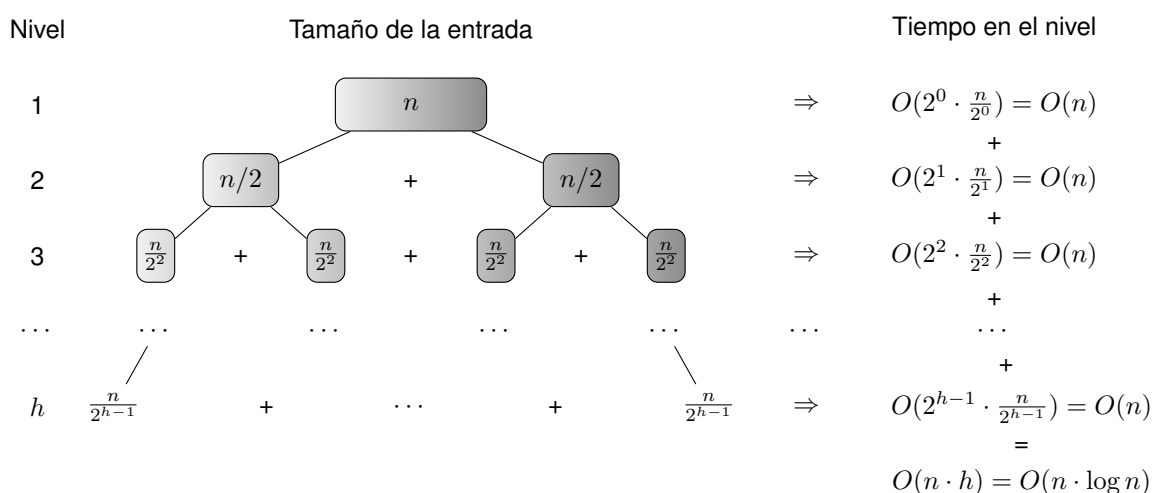 Nivel Tamaño de la entrada Tiempo en el nivel
1 n ⇒ O(2^0 · n/2^0) = O(n)
+
2 n/2 + n/2 ⇒ O(2^1 · n/2^1) = O(n)
+
3 n/2^2 + n/2^2 + n/2^2 + n/2^2 ⇒ O(2^2 · n/2^2) = O(n)
+
... ... ... ... ... ... ...
+
h n/2^{h−1} + ... + n/2^{h−1} ⇒ O(2^{h−1} · n/2^{h−1}) = O(n)
=
O(n · h) = O(n · log n)